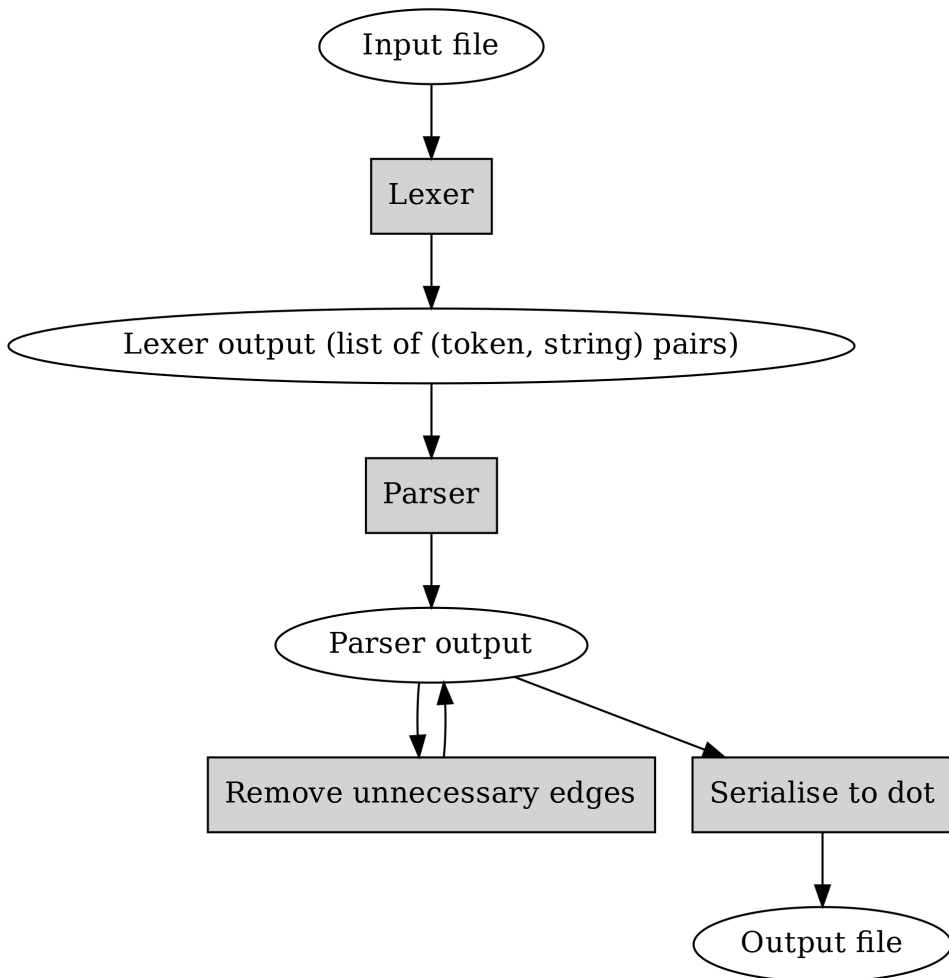 Input file
Lexer
Lexer output (list of (token, string) pairs)
Parser
Parser output
Remove unnecessary edges
Serialise to dot
Output file